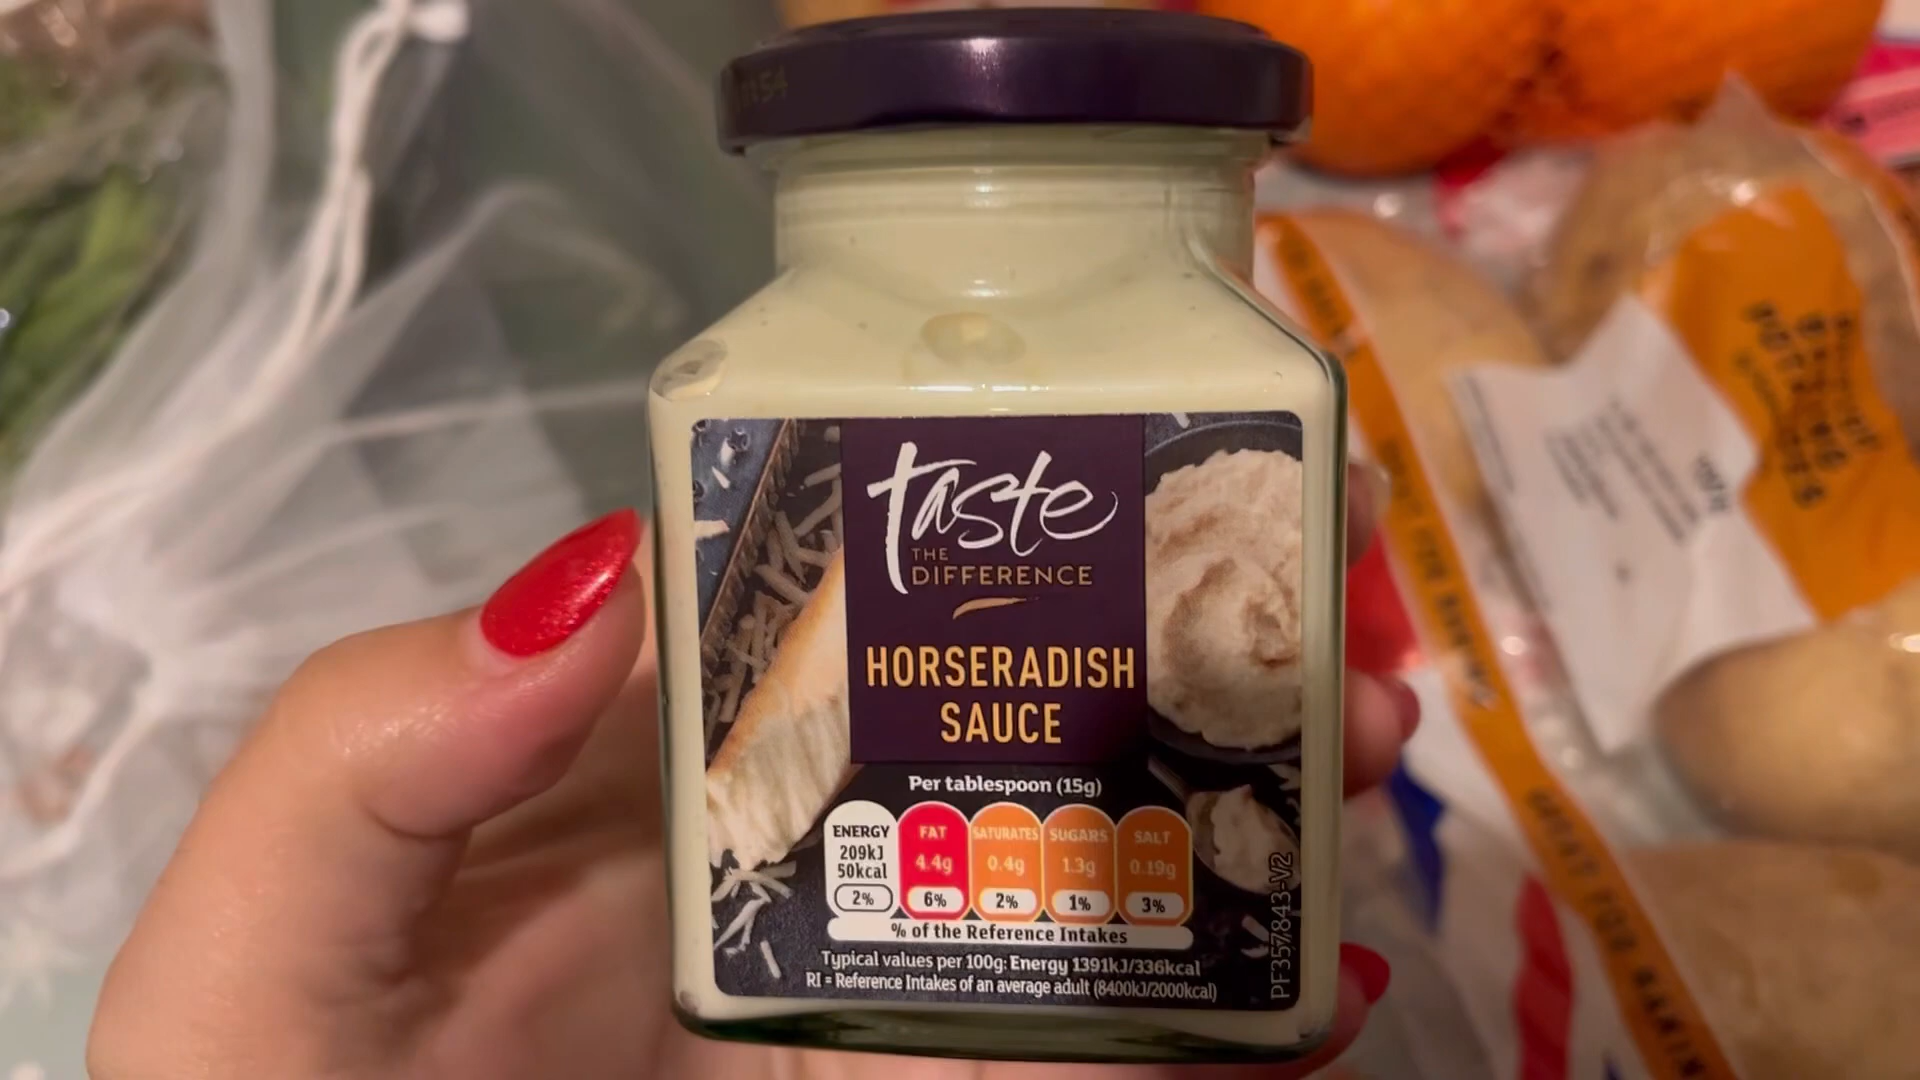 taste
THE
DIFFERENCE
HORSERADISH
SAUCE
Per tablespoon (15g)
ENERGY
209kJ
50kcal
2%
FAT
4.4g
6%
SATURATES
0.4g
2%
SUGARS
1.3g
1%
SALT
0.19g
3%
% of the Reference Intakes
Typical values per 100g: Energy 1391kJ/336kcal
RI = Reference Intakes of an average adult (8400kJ/2000kcal)
PF357843-V2